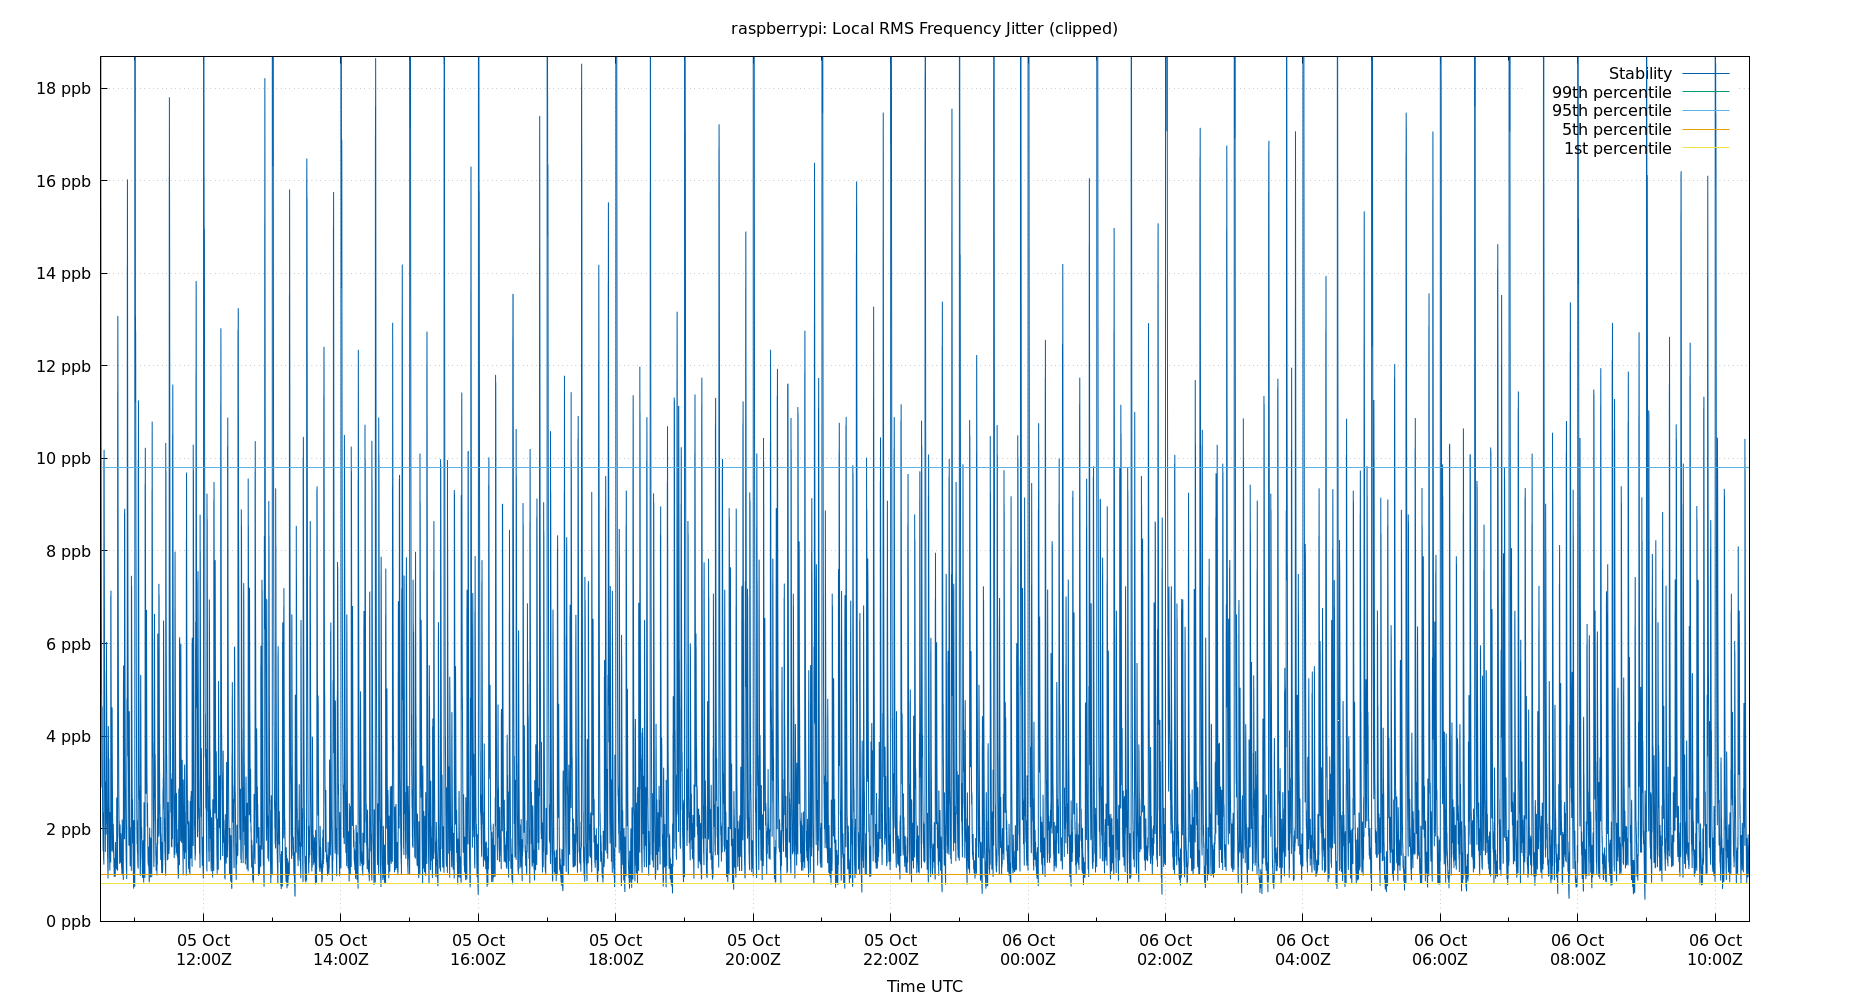 raspberrypi: Local RMS Frequency Jitter (clipped)
Stability
99th percentile
95th percentile
5th percentile
1st percentile
18 ppb
16 ppb
14 ppb
12 ppb
10 ppb
8 ppb
6 ppb
4 ppb
2 ppb
0 ppb
05 Oct 05 Oct 05 Oct 05 Oct 05 Oct 05 Oct 06 Oct 06 Oct 06 Oct 06 Oct 06 Oct 06 Oct
12:00Z 14:00Z 16:00Z 18:00Z 20:00Z 22:00Z 00:00Z 02:00Z 04:00Z 06:00Z 08:00Z 10:00Z
Time UTC